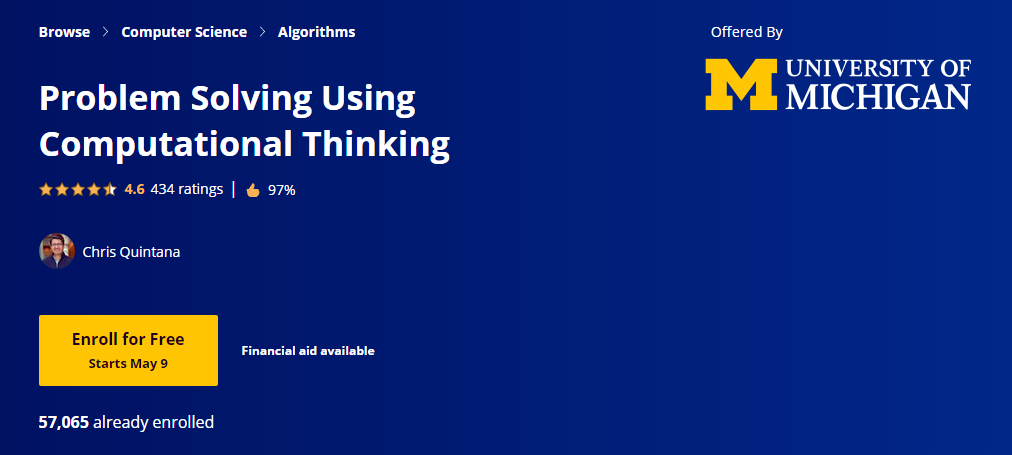 Browse > Computer Science > Algorithms
Offered By
M UNIVERSITY OF
MICHIGAN
Problem Solving Using
Computational Thinking
4.6 434 ratings | 97%
Chris Quintana
Enroll for Free
Starts May 9
Financial aid available
57,065 already enrolled